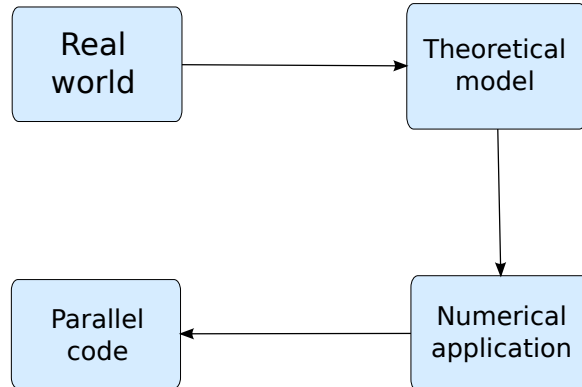 Real
world
Theoretical
model
Numerical
application
Parallel
code